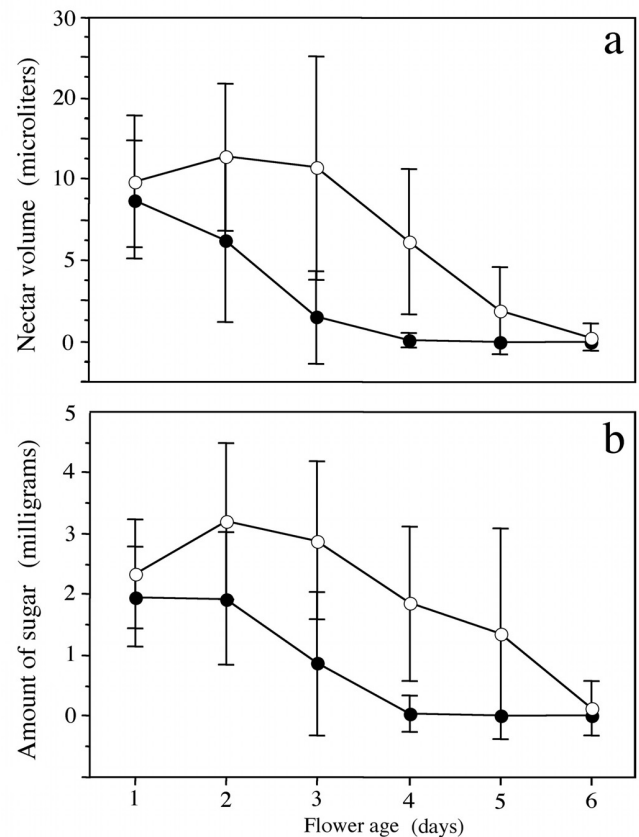 a
30
20
10
5
0
Nectar volume (microliters)
b
5
4
3
2
1
0
Amount of sugar (milligrams)
1 2 3 4 5 6
Flower age (days)